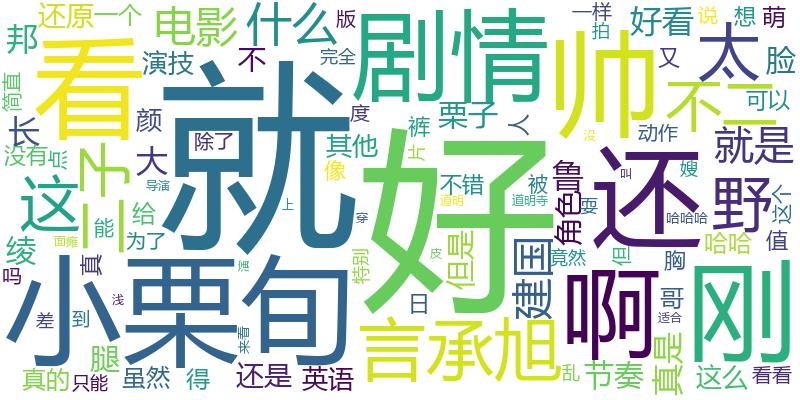 还原 一个
电影
什么
剧情
版
一样
拍
好看
说 想 萌
邦
看
演技
不
完全
帅
又
太
脸
简直
就
颜
度
裤
栗子
人
不二
可以
长
大
除了
其他
片
动作
没
就是
没有
点
二子
像
好
不错
被
噜
还
叫
嫂
野
这个
这
能
给
导演
上
穿
道明
道明寺
角色
耍
哈哈哈
绫
为了
真
特别
但是
竟然
但
哈哈
值
吗
小栗旬
演
皮
建国
啊
胸
刚
面瘫
浅
日
哥
差
到
来看
言承旭
适合
腿
真的
只能
虽然
得
还是
英语
乱
节奏
真是
这么
看看